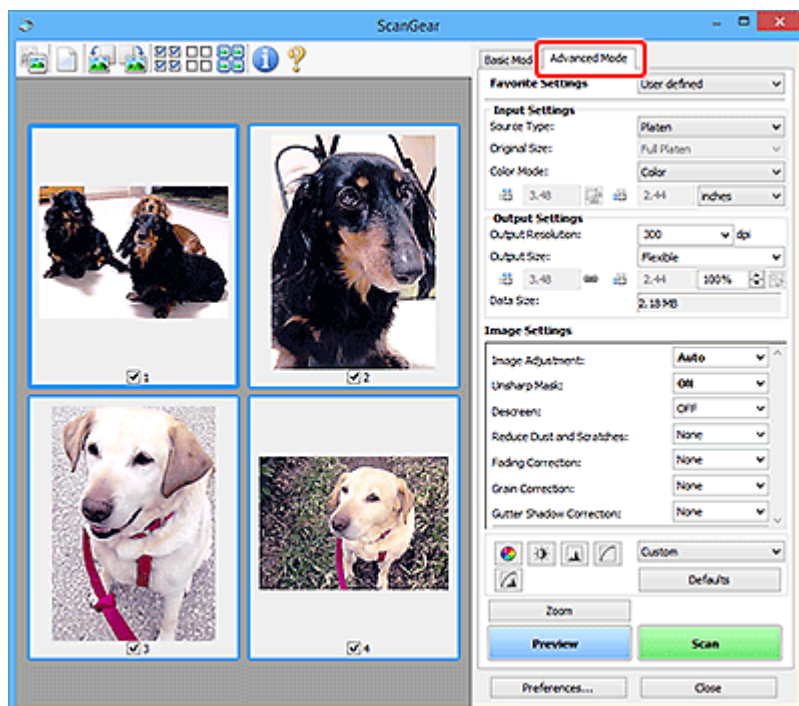 ScanGear
Basic Mod
Advanced Mode
Favorite Settings User defined
Input Settings
Source Type: Platen
Original Size: Full Platen
Color Mode: Color
3.48 2.44 inches
Output Settings
Output Resolution: 300 dpi
Output Size: Flexible
3.48 2.44 100%
Data Size: 2.18 MB
Image Settings
Image Adjustment: Auto
Unsharp Mask: ON
Descreen: OFF
Reduce Dust and Scratches: None
Fading Correction: None
Grain Correction: None
Gutter Shadow Correction: None
Custom
Defaults
Zoom
Preview Scan
Preferences... Close
1
2
3
4